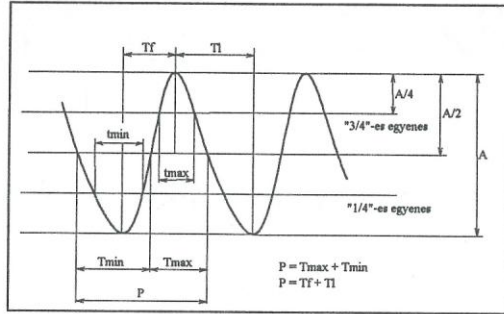 Tf Tl
A/4
"3/4"-es egyenes
A/2
tmin
tmax
A
"1/4"-es egyenes
Tmin Tmax
P = Tmax + Tmin
P
P = Tf + Tl